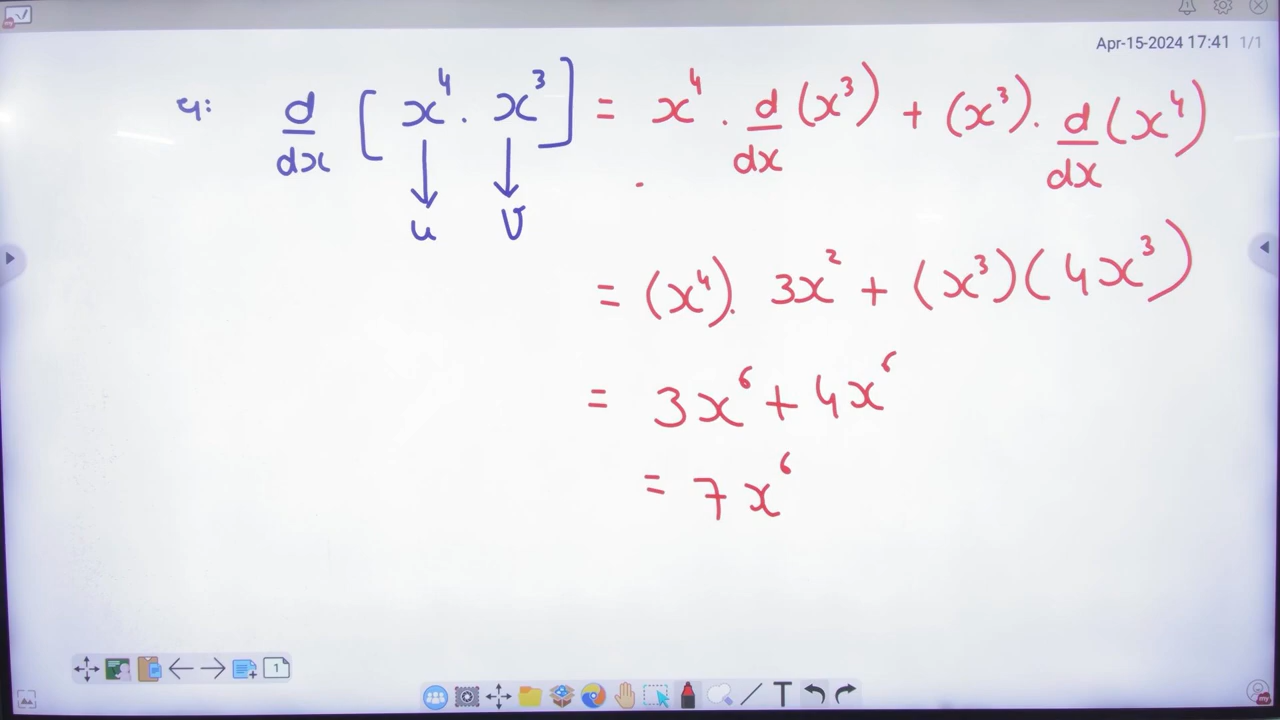 Apr-15-2024 17:41 1/1
4: d/dx [x⁴ . x³] = x⁴ . d/dx (x³) + (x³) . d/dx (x⁴)
u v
= (x⁴) . 3x² + (x³)(4x³)
= 3x⁶ + 4x⁶
= 7x⁶
1
T